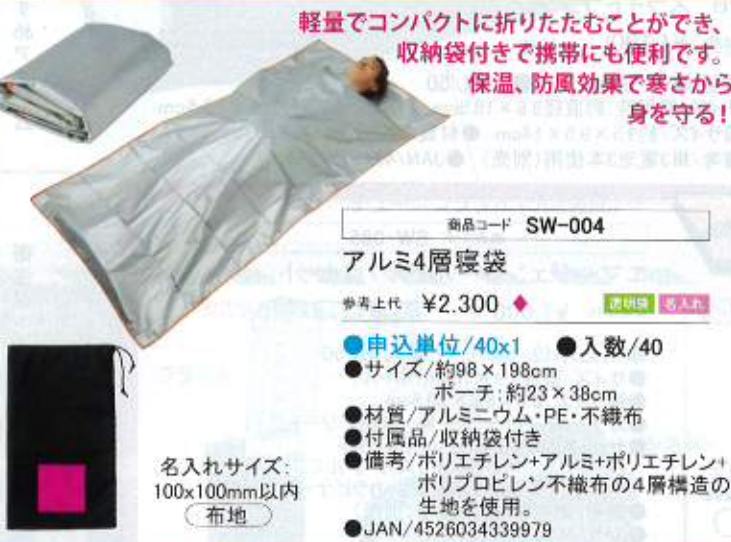 軽量でコンパクトに折りたたむことができ、
収納袋付きで携帯にも便利です。
保温、防風効果で寒さから
身を守る!
商品コード SW-004
アルミ4層寝袋
参考上代 ¥2.300 ◆ 透明袋 名入れ
●申込単位/40x1 ●入数/40
●サイズ/約98×198cm
ポーチ:約23×38cm
●材質/アルミニウム・PE・不織布
●付属品/収納袋付き
●備考/ポリエチレン+アルミ+ポリエチレン+
ポリプロピレン不織布の4層構造の
生地を使用。
●JAN/4526034339979
名入れサイズ:
100x100mm以内
布地